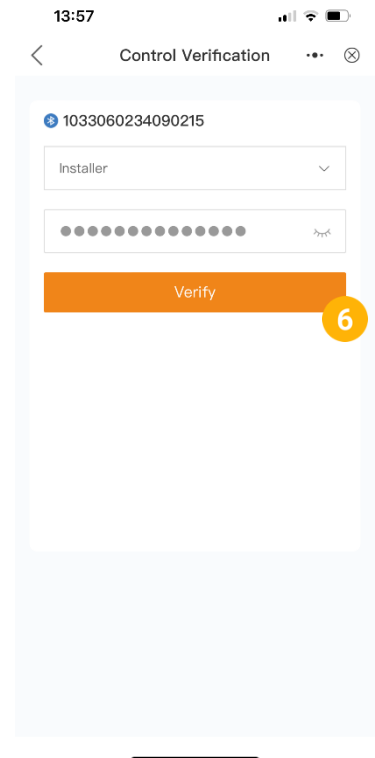 13:57
Control Verification
1033060234090215
Installer
Verify
6